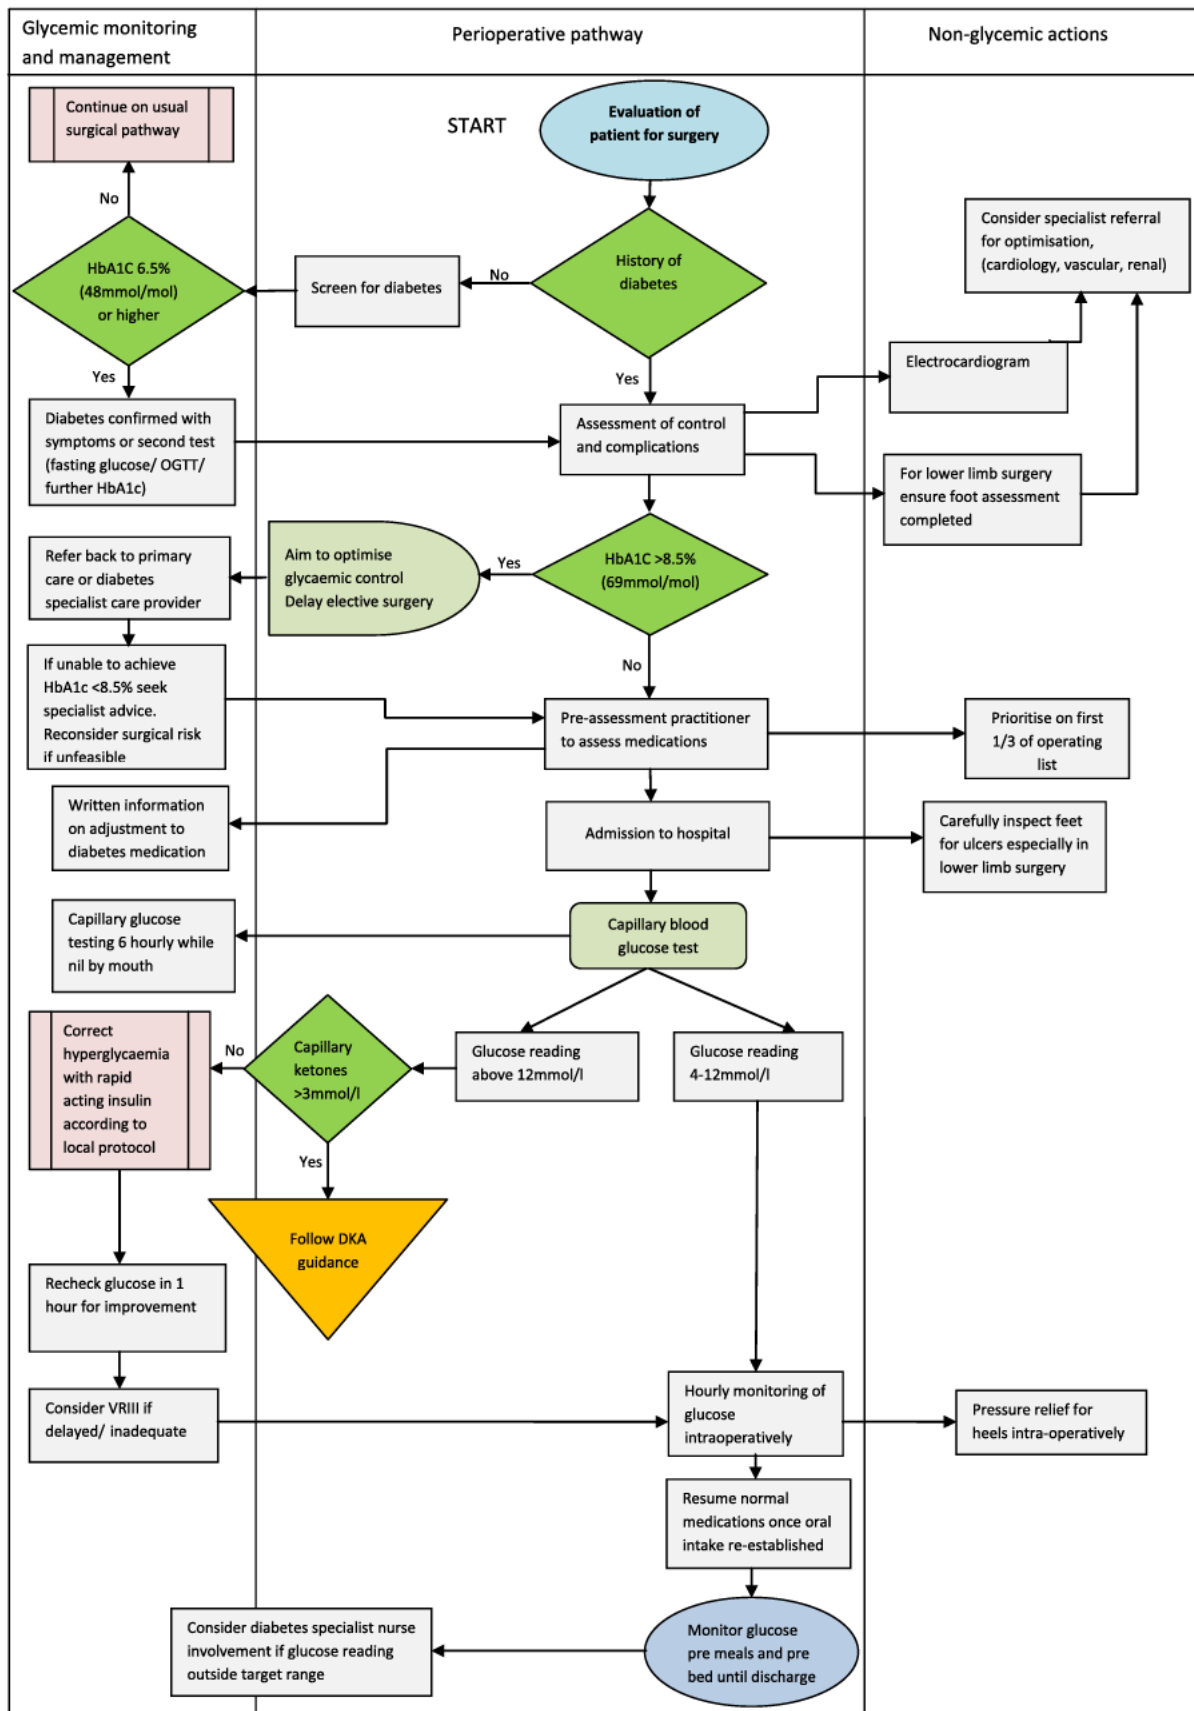 Glycemic monitoring
and management
Perioperative pathway
Non-glycemic actions
Continue on usual
surgical pathway
START
Evaluation of
patient for surgery
No
HbA1C 6.5%
(48mmol/mol)
or higher
Screen for diabetes
No
History of
diabetes
Consider specialist referral
for optimisation,
(cardiology, vascular, renal)
Electrocardiogram
Yes
Yes
Diabetes confirmed with
symptoms or second test
(fasting glucose/ OGTT/
further HbA1c)
Assessment of control
and complications
For lower limb surgery
ensure foot assessment
completed
Refer back to primary
care or diabetes
specialist care provider
Aim to optimise
glycaemic control
Delay elective surgery
Yes
HbA1C >8.5%
(69mmol/mol)
No
If unable to achieve
HbA1c <8.5% seek
specialist advice.
Reconsider surgical risk
if unfeasible
Pre-assessment practitioner
to assess medications
Prioritise on first
1/3 of operating
list
Written information
on adjustment to
diabetes medication
Admission to hospital
Carefully inspect feet
for ulcers especially in
lower limb surgery
Capillary glucose
testing 6 hourly while
nil by mouth
Capillary blood
glucose test
Correct
hyperglycaemia
with rapid
acting insulin
according to
local protocol
No
Capillary
ketones
>3mmol/l
Glucose reading
above 12mmol/l
Glucose reading
4-12mmol/l
Yes
Follow DKA
guidance
Recheck glucose in 1
hour for improvement
Consider VRIII if
delayed/ inadequate
Hourly monitoring of
glucose
intraoperatively
Pressure relief for
heels intra-operatively
Resume normal
medications once oral
intake re-established
Consider diabetes specialist nurse
involvement if glucose reading
outside target range
Monitor glucose
pre meals and pre
bed until discharge